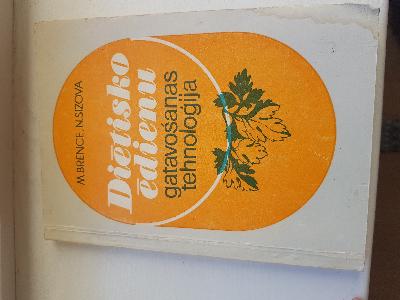 M. BRENCE, N. SIZOVA
Diētisko
ēdienu
gatavošanas
tehnoloģija